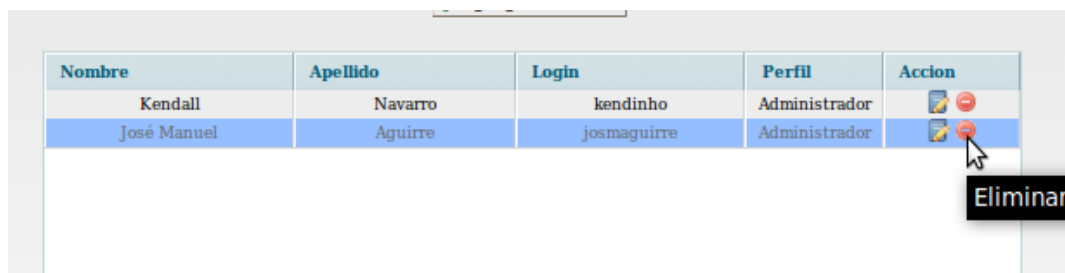 Nombre Apellido Login Perfil Accion
Kendall Navarro kendinho Administrador
José Manuel Aguirre josmaguirre Administrador
Eliminar